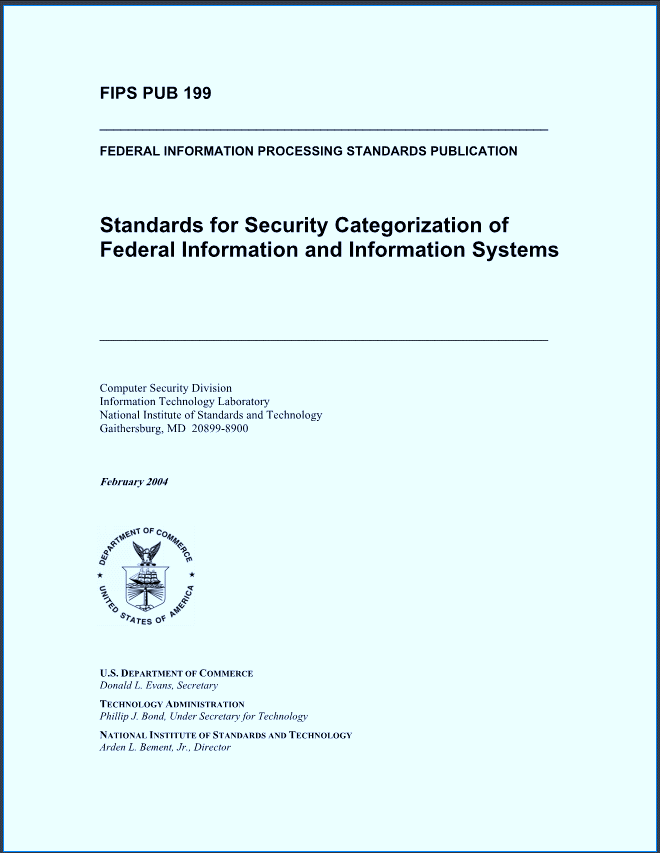 FIPS PUB 199
FEDERAL INFORMATION PROCESSING STANDARDS PUBLICATION
Standards for Security Categorization of
Federal Information and Information Systems
Computer Security Division
Information Technology Laboratory
National Institute of Standards and Technology
Gaithersburg, MD 20899-8900
February 2004
DEPARTMENT OF COMMERCE
UNITED STATES OF AMERICA
U.S. DEPARTMENT OF COMMERCE
Donald L. Evans, Secretary
TECHNOLOGY ADMINISTRATION
Phillip J. Bond, Under Secretary for Technology
NATIONAL INSTITUTE OF STANDARDS AND TECHNOLOGY
Arden L. Bement, Jr., Director